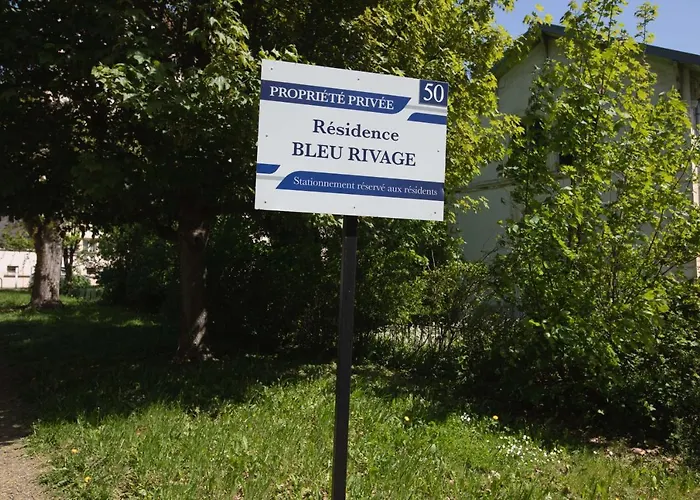 PROPRIÉTÉ PRIVÉE 50
Résidence
BLEU RIVAGE
Stationnement réservé aux résidents